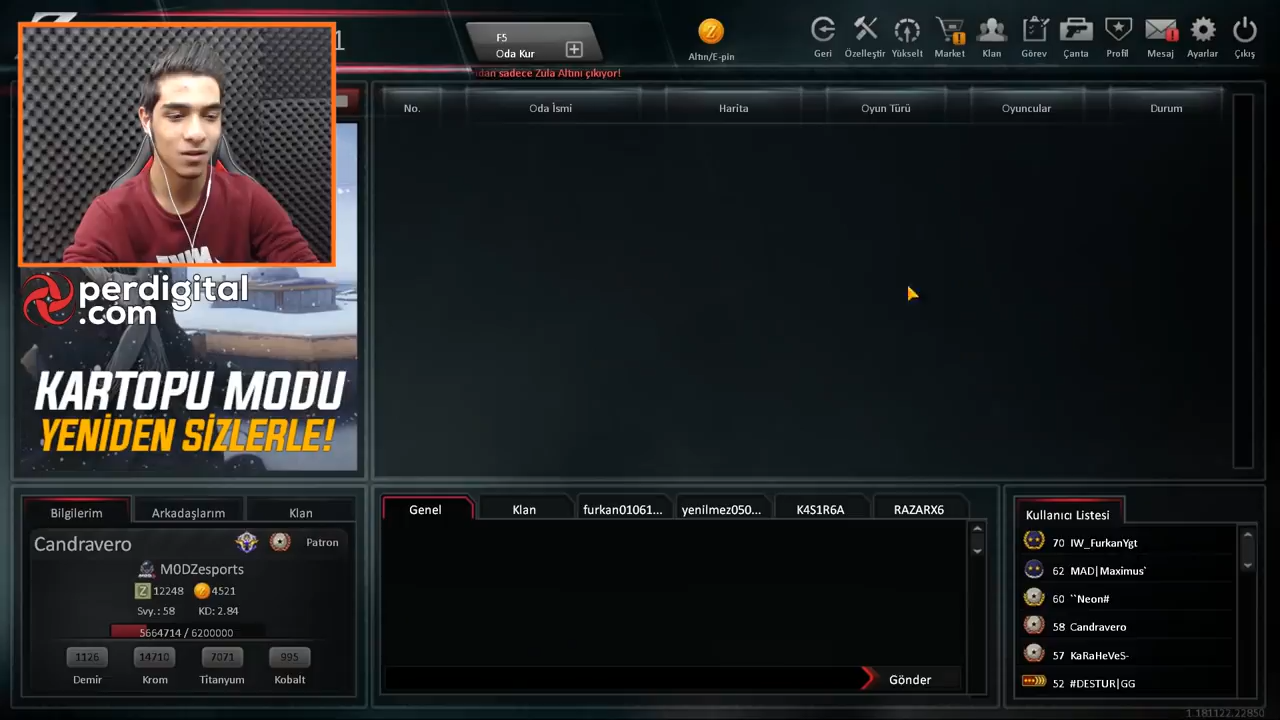 1
F5
Oda Kur
Altın/E-pin
Geri
Özelleştir
Yükselt
Market
Klan
Görev
Çanta
Profil
Mesaj
Ayarlar
Çıkış
sadece Zula Altını çıkıyor!
No.
Oda İsmi
Harita
Oyun Türü
Oyuncular
Durum
perdigital
.com
KARTOPU MODU
YENİDEN SİZLERLE!
Bilgilerim
Arkadaşlarım
Klan
Candravero
Patron
M0DZesports
12248
4521
Svy.: 58
KD: 2.84
5664714 / 6200000
1126
14710
7071
995
Demir
Krom
Titanyum
Kobalt
Genel
Klan
furkan01061...
yenilmez050...
K4S1R6A
RAZARX6
Gönder
Kullanıcı Listesi
70 IW_FurkanYgt
62 MAD|Maximus`
60 ``Neon#
58 Candravero
57 KaRaHeVeS-
52 #DESTUR|GG
1.181122.22850